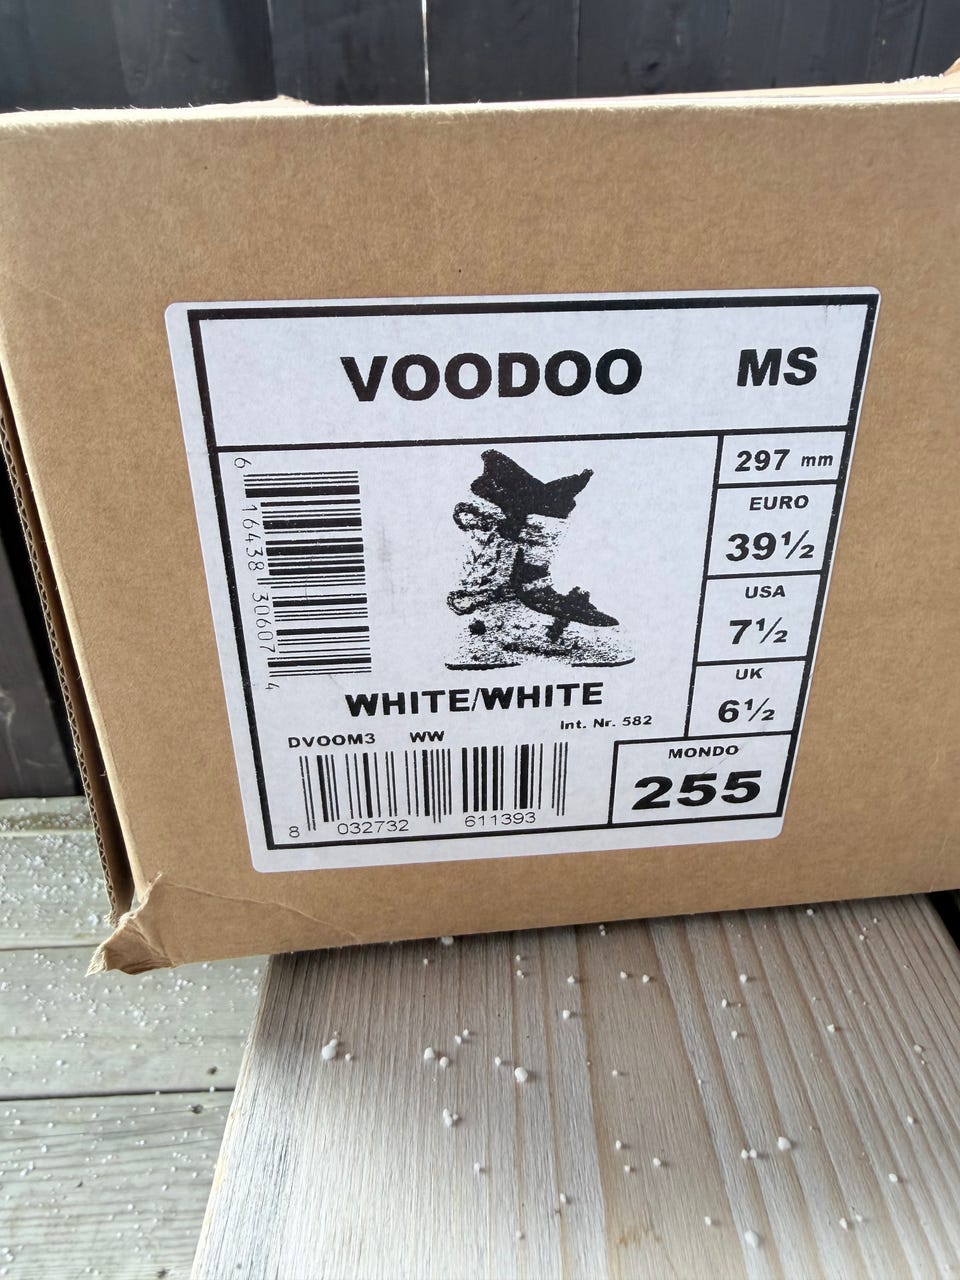 VOODOO MS
297 mm
EURO
39½
USA
7½
UK
6½
MONDO
255
6 16438 30607 4
WHITE/WHITE
Int. Nr. 582
DVOOM3 WW
8 032732 611393